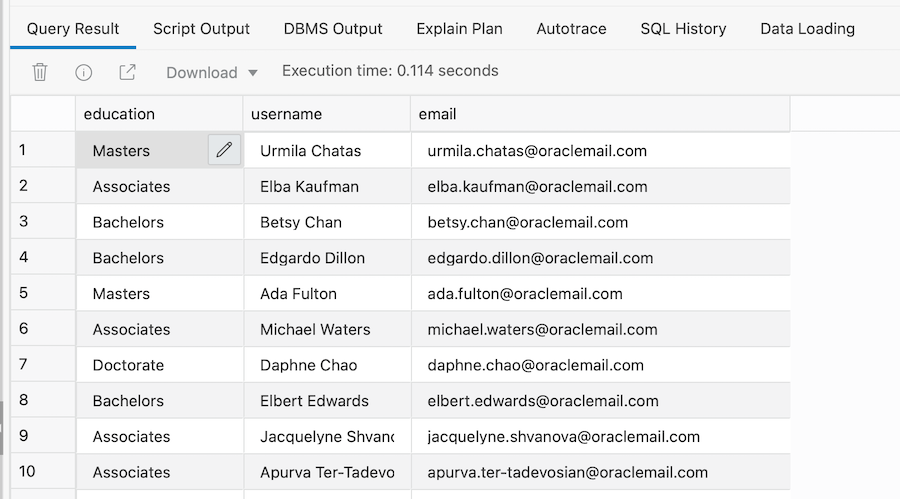 Query Result Script Output DBMS Output Explain Plan Autotrace SQL History Data Loading
Download Execution time: 0.114 seconds
education username email
1 Masters Urmila Chatas urmila.chatas@oraclemail.com
2 Associates Elba Kaufman elba.kaufman@oraclemail.com
3 Bachelors Betsy Chan betsy.chan@oraclemail.com
4 Bachelors Edgardo Dillon edgardo.dillon@oraclemail.com
5 Masters Ada Fulton ada.fulton@oraclemail.com
6 Associates Michael Waters michael.waters@oraclemail.com
7 Doctorate Daphne Chao daphne.chao@oraclemail.com
8 Bachelors Elbert Edwards elbert.edwards@oraclemail.com
9 Associates Jacquelyne Shvano jacquelyne.shvanova@oraclemail.com
10 Associates Apurva Ter-Tadevo apurva.ter-tadevosian@oraclemail.com